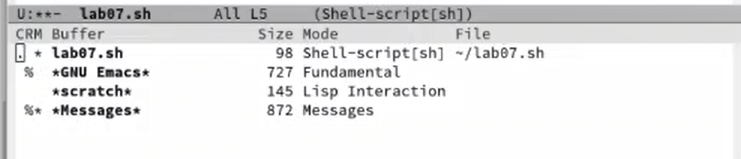 U:**-  lab07.sh       All L5     (Shell-script[sh])
CRM Buffer                Size Mode             File
. * lab07.sh                98 Shell-script[sh] ~/lab07.sh
 %  *GNU Emacs*            727 Fundamental
    *scratch*              145 Lisp Interaction
 %* *Messages*             872 Messages